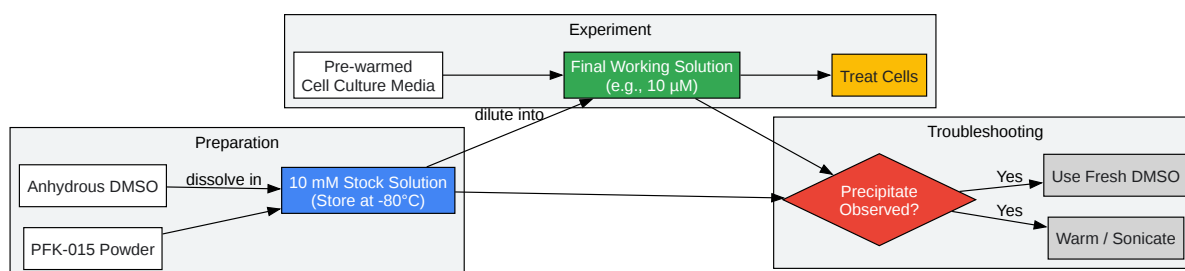 Experiment
Pre-warmed
Cell Culture Media
Final Working Solution
(e.g., 10 µM)
Treat Cells
dilute into
Preparation
Anhydrous DMSO
dissolve in
10 mM Stock Solution
(Store at -80°C)
PFK-015 Powder
Troubleshooting
Precipitate
Observed?
Yes
Use Fresh DMSO
Yes
Warm / Sonicate